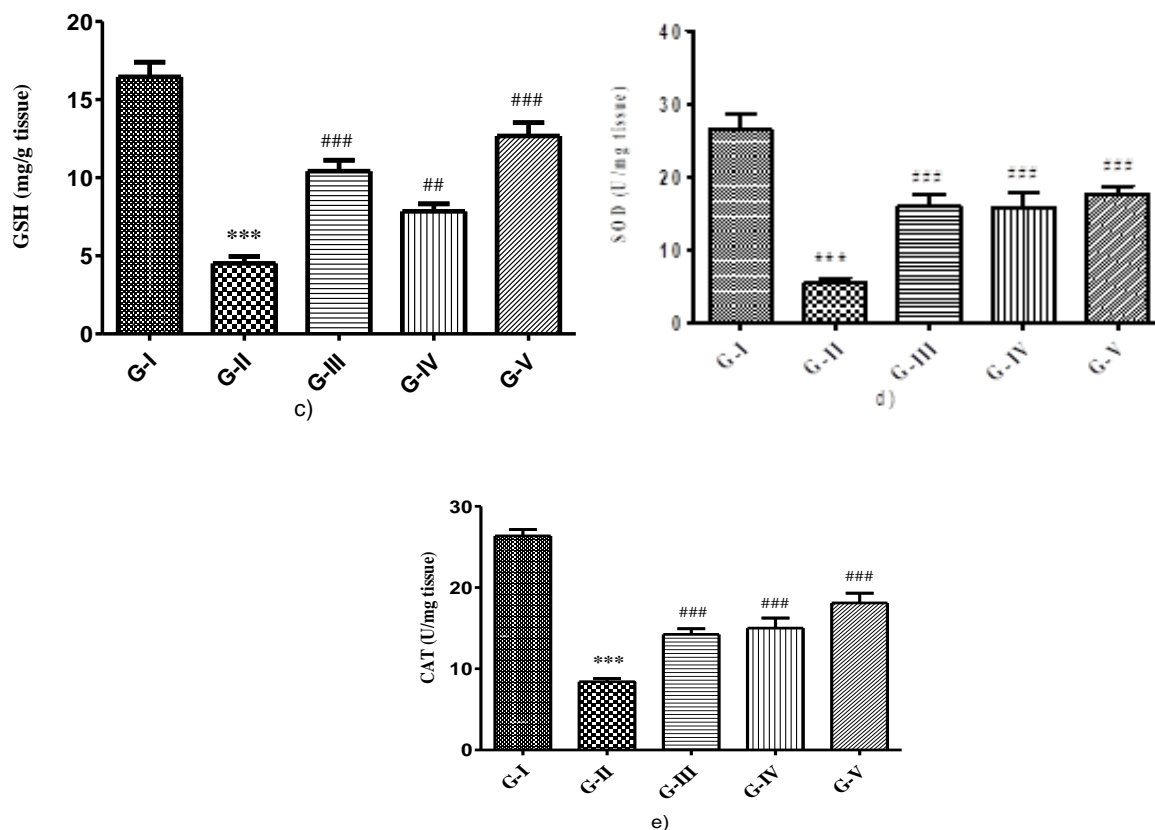 GSH (mg/g tissue)
20
15
10
5
0
***
###
##
###
G-I
G-II
G-III
G-IV
G-V
c)
SOD (U/mg tissue)
40
30
20
10
0
***
###
###
###
G-I
G-II
G-III
G-IV
G-V
d)
CAT (U/mg tissue)
30
20
10
0
***
###
###
###
G-I
G-II
G-III
G-IV
G-V
e)